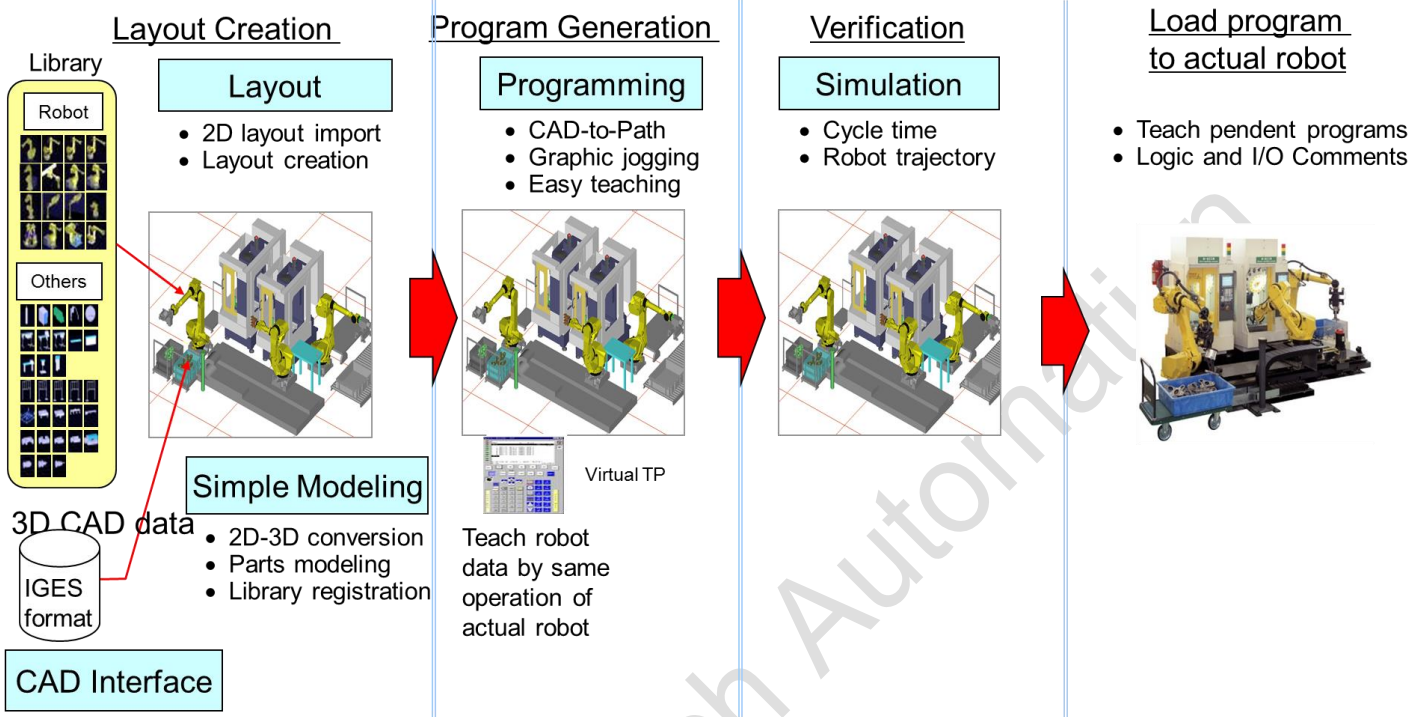 Layout Creation
Library
Robot
Others
Layout
• 2D layout import
• Layout creation
Simple Modeling
• 2D-3D conversion
• Parts modeling
• Library registration
3D CAD data
IGES
format
CAD Interface
Program Generation
Programming
• CAD-to-Path
• Graphic jogging
• Easy teaching
Virtual TP
Teach robot
data by same
operation of
actual robot
Verification
Simulation
• Cycle time
• Robot trajectory
Load program
to actual robot
• Teach pendent programs
• Logic and I/O Comments
Automation